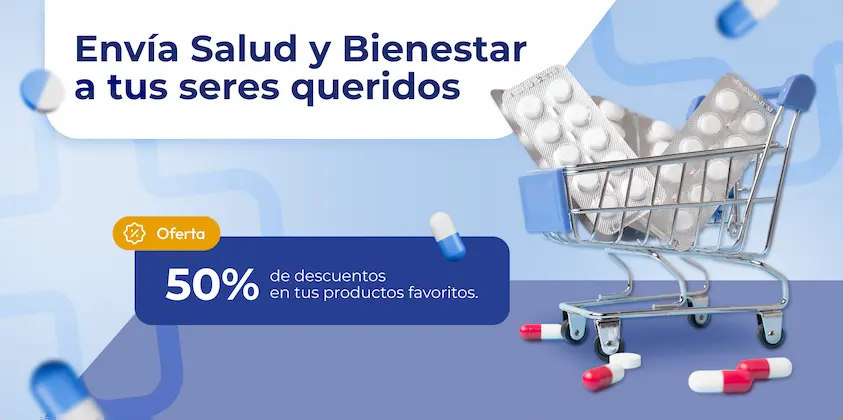 Envía Salud y Bienestar
a tus seres queridos
Oferta
50% de descuentos
en tus productos favoritos.